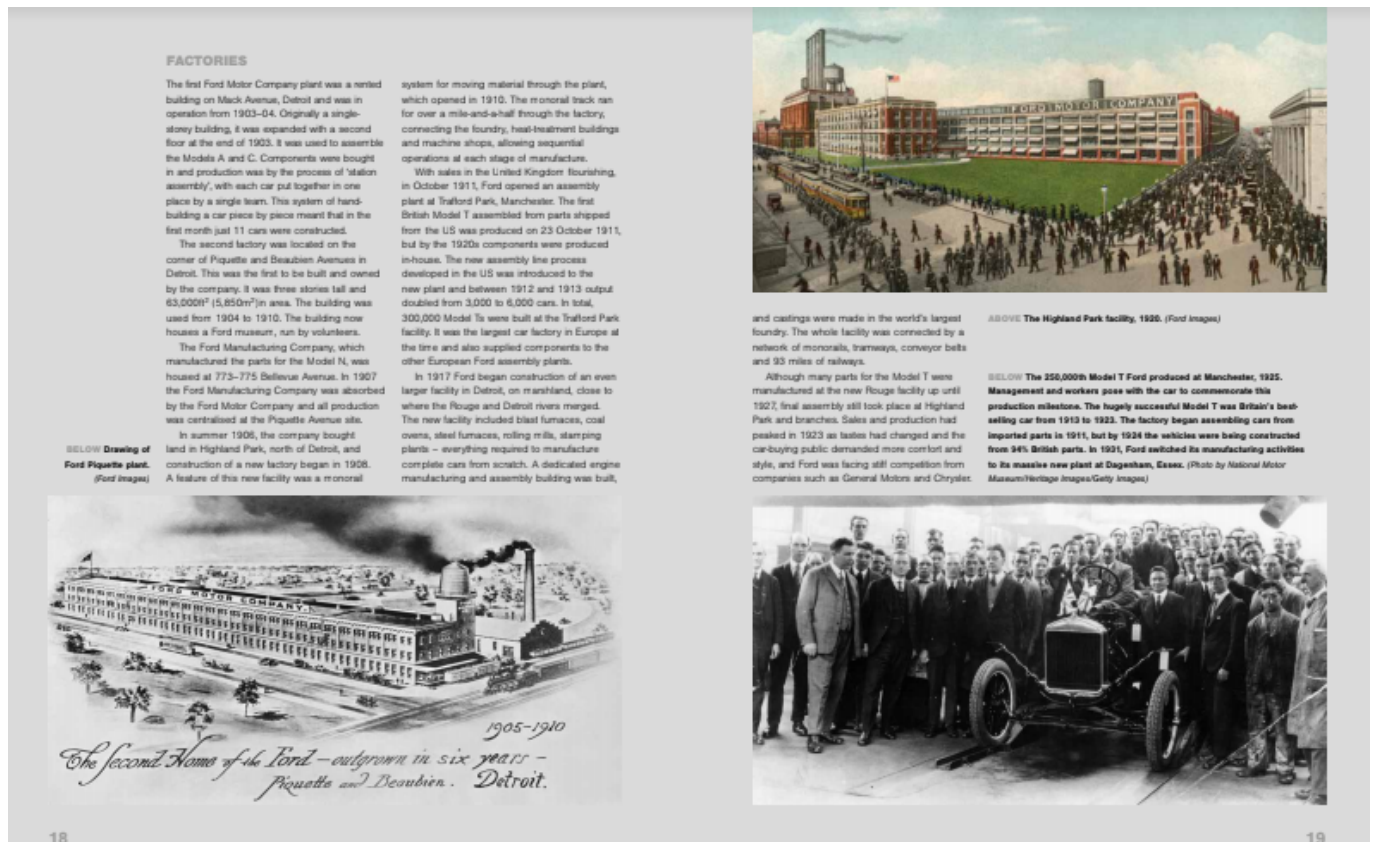 FACTORIES
The first Ford Motor Company plant was a rented
building on Mack Avenue, Detroit and was in
operation from 1903–04. Originally a single-
storey building, it was expanded with a second
floor at the end of 1903. It was used to assemble
the Models A and C. Components were bought
in and production was by the process of 'station
assembly', with each car put together in one
place by a single team. This system of hand-
building a car piece by piece meant that in the
first month just 11 cars were constructed.
The second factory was located on the
corner of Piquette and Beaubien Avenues in
Detroit. This was the first to be built and owned
by the company. It was three stories tall and
63,000ft² (5,850m²)in area. The building was
used from 1904 to 1910. The building now
houses a Ford museum, run by volunteers.
The Ford Manufacturing Company, which
manufactured the parts for the Model N, was
housed at 773–775 Bellevue Avenue. In 1907
the Ford Manufacturing Company was absorbed
by the Ford Motor Company and all production
was centralised at the Piquette Avenue site.
In summer 1906, the company bought
land in Highland Park, north of Detroit, and
construction of a new factory began in 1908.
A feature of this new facility was a monorail
system for moving material through the plant,
which opened in 1910. The monorail track ran
for over a mile-and-a-half through the factory,
connecting the foundry, heat-treatment buildings
and machine shops, allowing sequential
operations at each stage of manufacture.
With sales in the United Kingdom flourishing,
in October 1911, Ford opened an assembly
plant at Trafford Park, Manchester. The first
British Model T assembled from parts shipped
from the US was produced on 23 October 1911,
but by the 1920s components were produced
in-house. The new assembly line process
developed in the US was introduced to the
new plant and between 1912 and 1913 output
doubled from 3,000 to 6,000 cars. In total,
300,000 Model Ts were built at the Trafford Park
facility. It was the largest car factory in Europe at
the time and also supplied components to the
other European Ford assembly plants.
In 1917 Ford began construction of an even
larger facility in Detroit, on marshland, close to
where the Rouge and Detroit rivers merged.
The new facility included blast furnaces, coal
ovens, steel furnaces, rolling mills, stamping
plants – everything required to manufacture
complete cars from scratch. A dedicated engine
manufacturing and assembly building was built,
BELOW Drawing of
Ford Piquette plant.
(Ford Images)
FORD MOTOR COMPANY.
1905-1910
The Second Home of the Ford – outgrown in six years –
Piquette and Beaubien. Detroit.
18
FORD MOTOR COMPANY
and castings were made in the world's largest
foundry. The whole facility was connected by a
network of monorails, tramways, conveyor belts
and 93 miles of railways.
Although many parts for the Model T were
manufactured at the new Rouge facility up until
1927, final assembly still took place at Highland
Park and branches. Sales and production had
peaked in 1923 as tastes had changed and the
car-buying public demanded more comfort and
style, and Ford was facing stiff competition from
companies such as General Motors and Chrysler.
ABOVE The Highland Park facility, 1920. (Ford Images)
BELOW The 250,000th Model T Ford produced at Manchester, 1925.
Management and workers pose with the car to commemorate this
production milestone. The hugely successful Model T was Britain's best-
selling car from 1913 to 1923. The factory began assembling cars from
imported parts in 1911, but by 1924 the vehicles were being constructed
from 94% British parts. In 1931, Ford switched its manufacturing activities
to its massive new plant at Dagenham, Essex. (Photo by National Motor
Museum/Heritage Images/Getty Images)
19